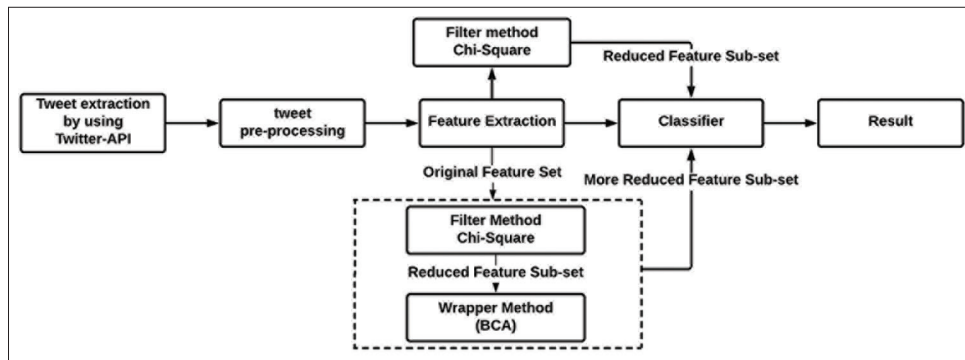 Filter method
Chi-Square
Reduced Feature Sub-set
Tweet extraction
by using
Twitter-API
tweet
pre-processing
Feature Extraction
Classifier
Result
Original Feature Set
More Reduced Feature Sub-set
Filter Method
Chi-Square
Reduced Feature Sub-set
Wrapper Method
(BCA)